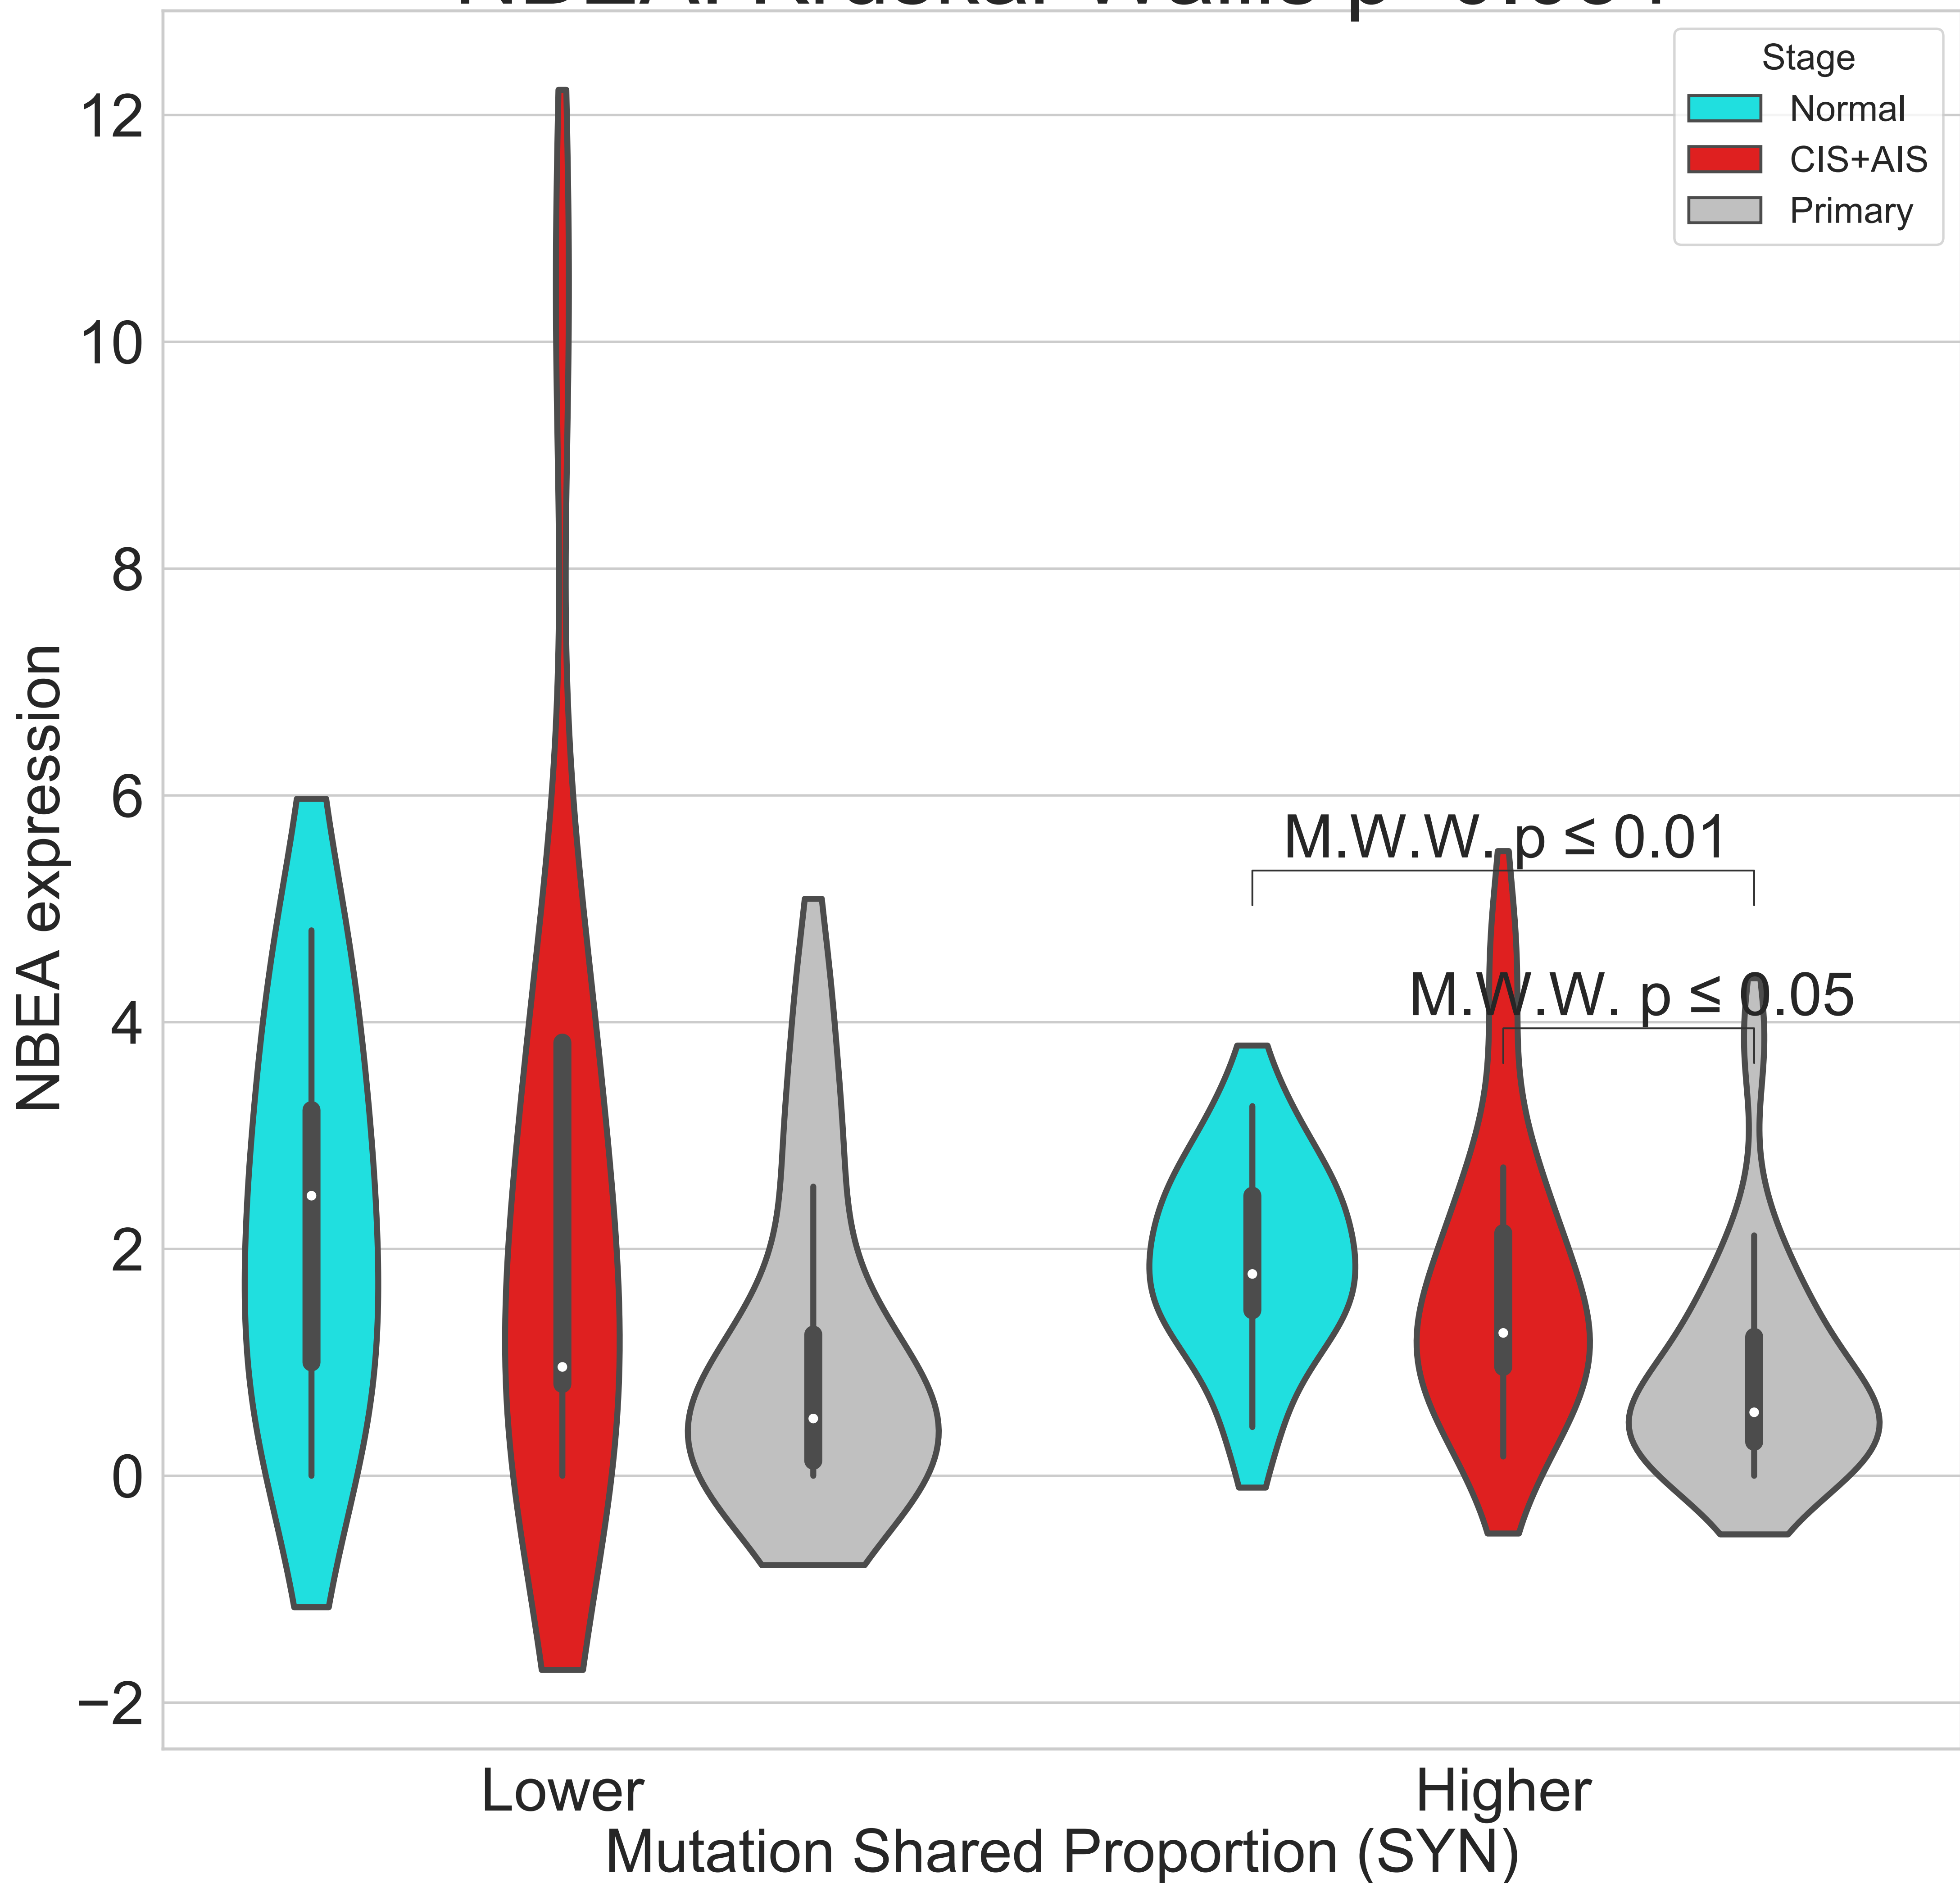 Stage
Normal
CIS+AIS
Primary
12
10
8
6
4
2
0
−2
NBEA expression
M.W.W. p ≤ 0.01
M.W.W. p ≤ 0.05
Lower
Higher
Mutation Shared Proportion (SYN)